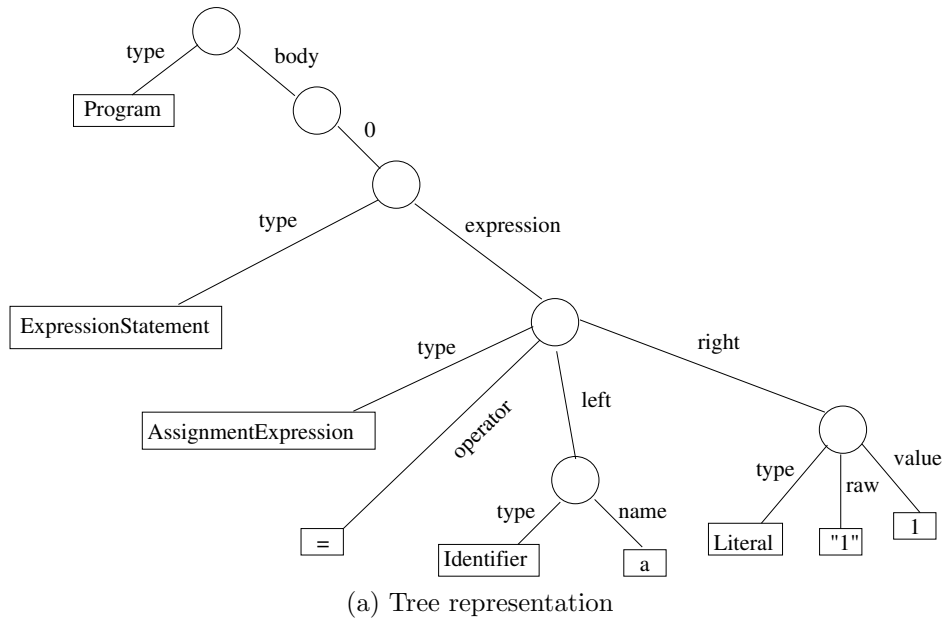 type
body
Program
0
type
expression
ExpressionStatement
type
right
AssignmentExpression
operator
left
type
raw
value
type
name
=
Identifier
a
Literal
"1"
1
(a) Tree representation